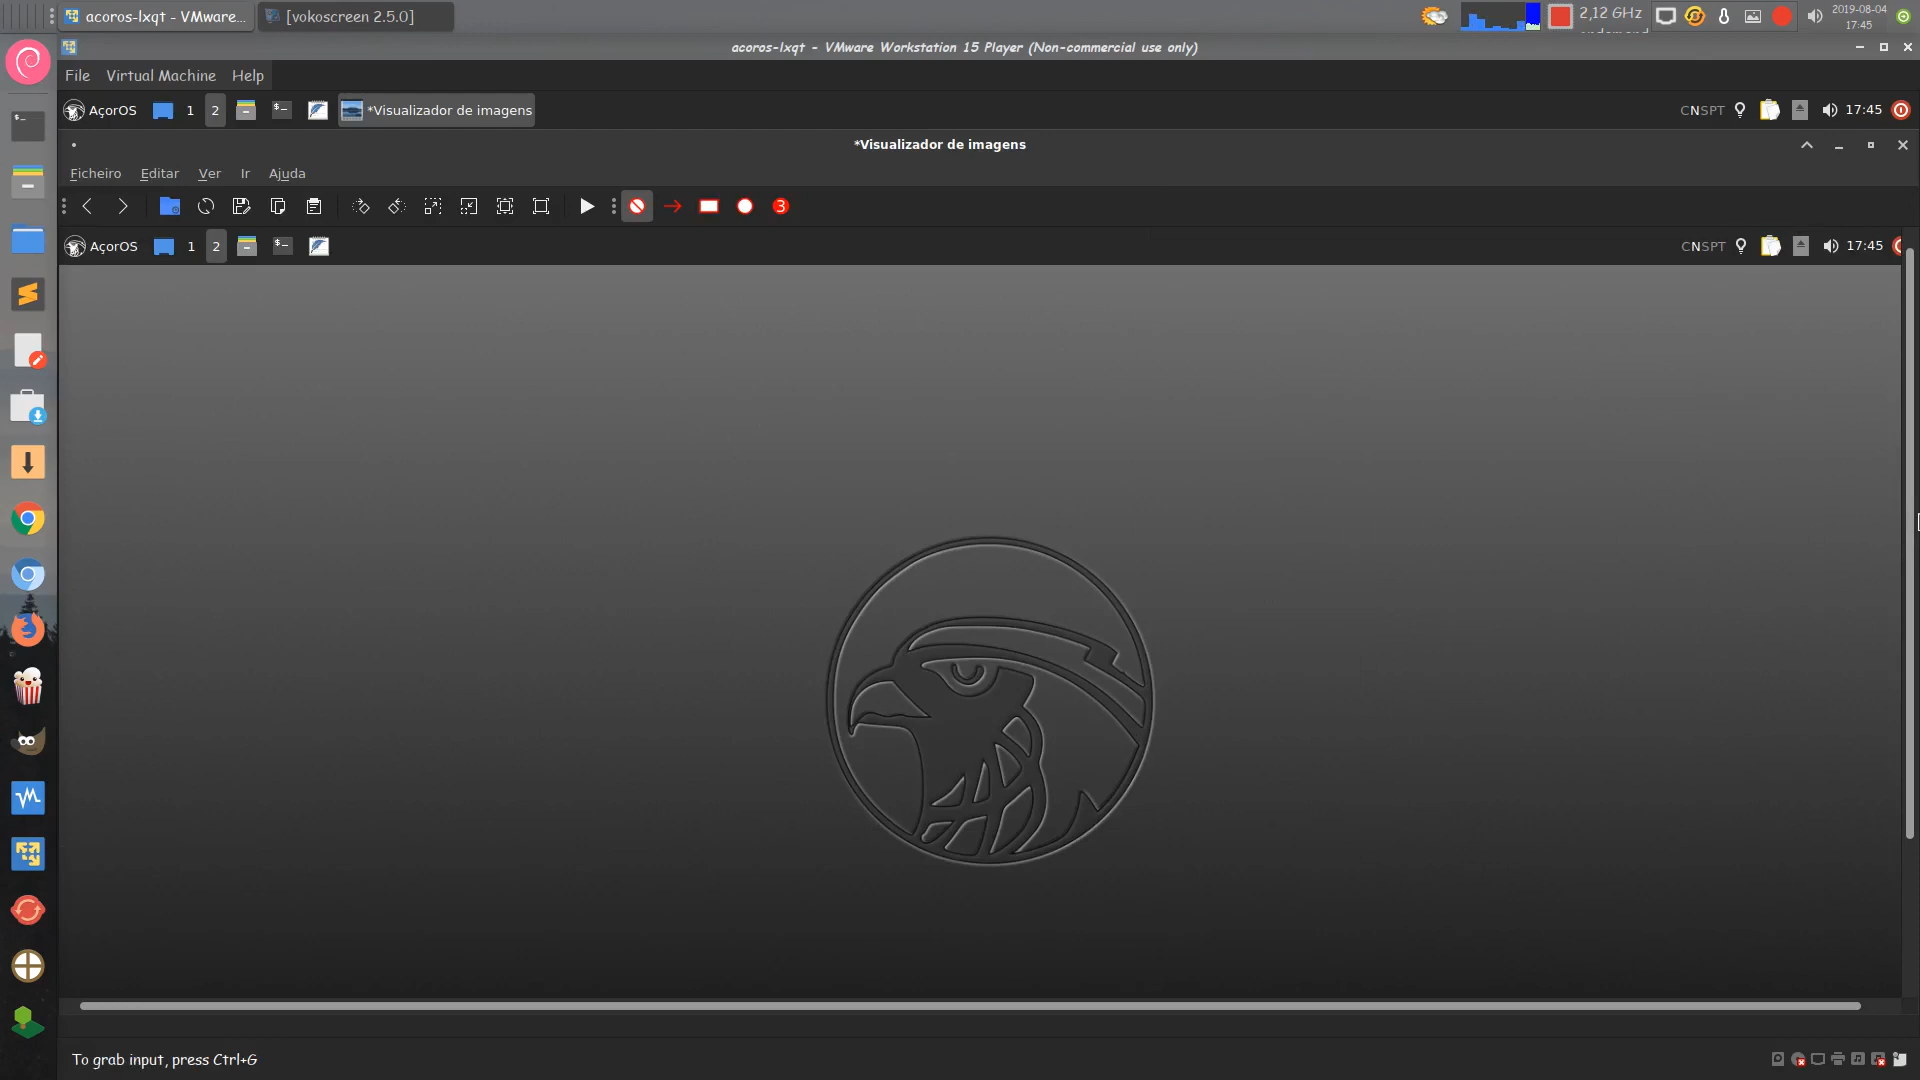 acoros-lxqt - VMware...
[vokoscreen 2.5.0]
2,12 GHz
ondemand
2019-08-04
17:45
acoros-lxqt - VMware Workstation 15 Player (Non-commercial use only)
File Virtual Machine Help
AçorOS 1 2 $- *Visualizador de imagens CNSPT 17:45
*Visualizador de imagens
Ficheiro Editar Ver Ir Ajuda
3
AçorOS 1 2 $- CNSPT 17:45
To grab input, press Ctrl+G